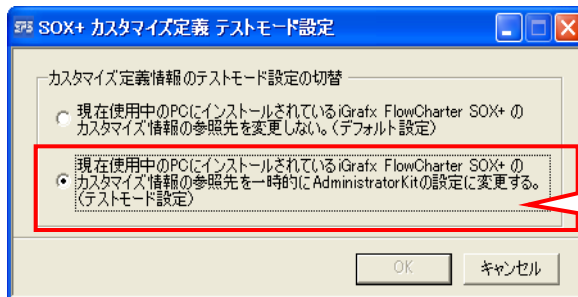 SOX+ カスタマイズ定義 テストモード設定
カスタマイズ定義情報のテストモード設定の切替
現在使用中のPCにインストールされているiGrafx FlowCharter SOX+ の
カスタマイズ情報の参照先を変更しない。(デフォルト設定)
現在使用中のPCにインストールされているiGrafx FlowCharter SOX+ の
カスタマイズ情報の参照先を一時的にAdministratorKitの設定に変更する。
(テストモード設定)
OK
キャンセル